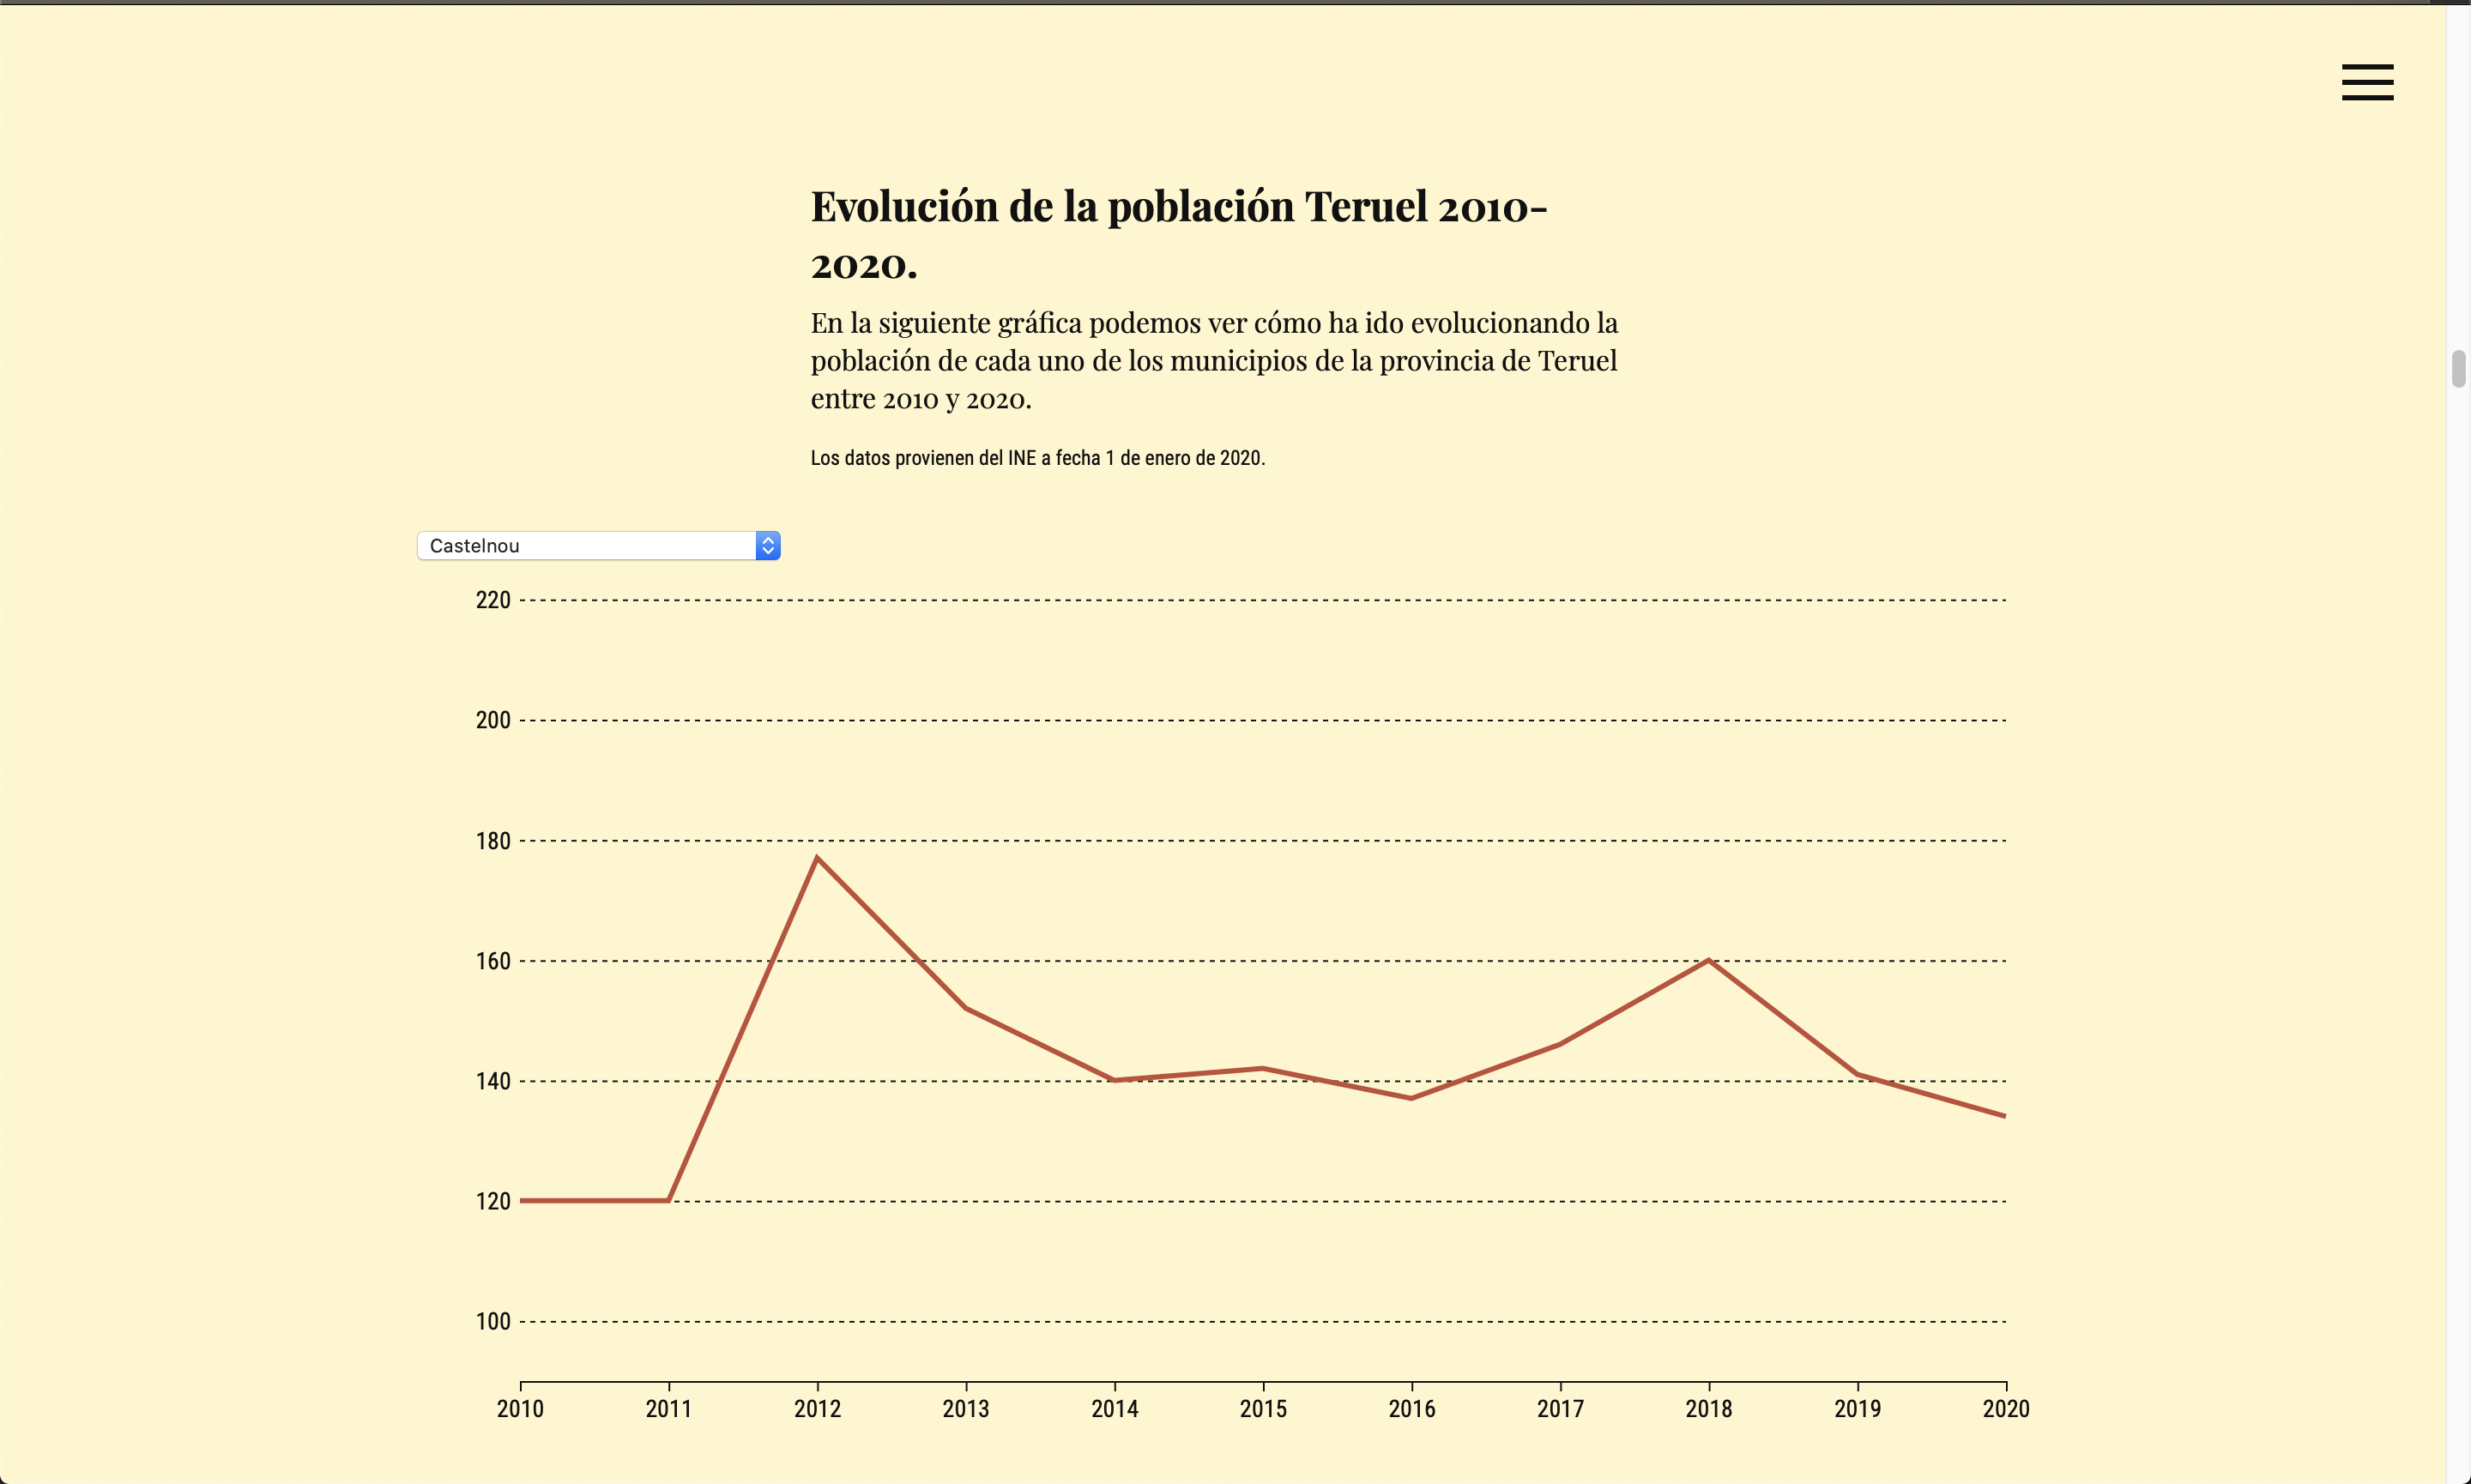 Evolución de la población Teruel 2010-
2020.
En la siguiente gráfica podemos ver cómo ha ido evolucionando la
población de cada uno de los municipios de la provincia de Teruel
entre 2010 y 2020.
Los datos provienen del INE a fecha 1 de enero de 2020.
Castelnou
220
200
180
160
140
120
100
2010 2011 2012 2013 2014 2015 2016 2017 2018 2019 2020